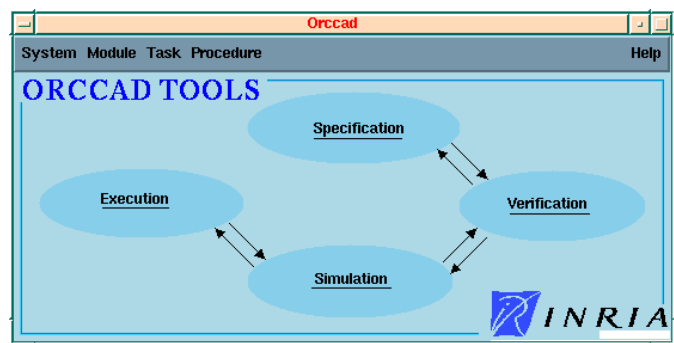 Orccad
System Module Task Procedure Help
ORCCAD TOOLS
Specification
Execution
Verification
Simulation
INRIA